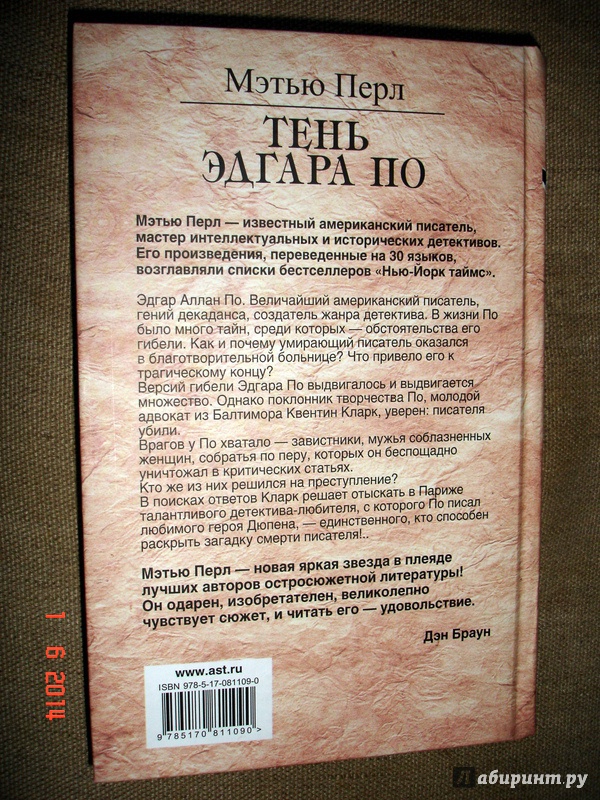 Мэтью Перл
ТЕНЬ
ЭДГАРА ПО
Мэтью Перл — известный американский писатель,
мастер интеллектуальных и исторических детективов.
Его произведения, переведенные на 30 языков,
возглавляли списки бестселлеров «Нью-Йорк таймс».
Эдгар Аллан По. Величайший американский писатель,
гений декаданса, создатель жанра детектива. В жизни По
было много тайн, среди которых — обстоятельства его
гибели. Как и почему умирающий писатель оказался
в благотворительной больнице? Что привело его к
трагическому концу?
Версий гибели Эдгара По выдвигалось и выдвигается
множество. Однако поклонник творчества По, молодой
адвокат из Балтимора Квентин Кларк, уверен: писателя
убили.
Врагов у По хватало — завистники, мужья соблазненных
женщин, собратья по перу, которых он беспощадно
уничтожал в критических статьях.
Кто же из них решился на преступление?
В поисках ответов Кларк решает отыскать в Париже
талантливого детектива-любителя, с которого По писал
любимого героя Дюпена, — единственного, кто способен
раскрыть загадку смерти писателя!..
Мэтью Перл — новая яркая звезда в плеяде
лучших авторов остросюжетной литературы!
Он одарен, изобретателен, великолепно
чувствует сюжет, и читать его — удовольствие.
Дэн Браун
www.ast.ru
ISBN 978-5-17-081109-0
9 785170 811090 >
1 6 2014
Лабиринт.ру